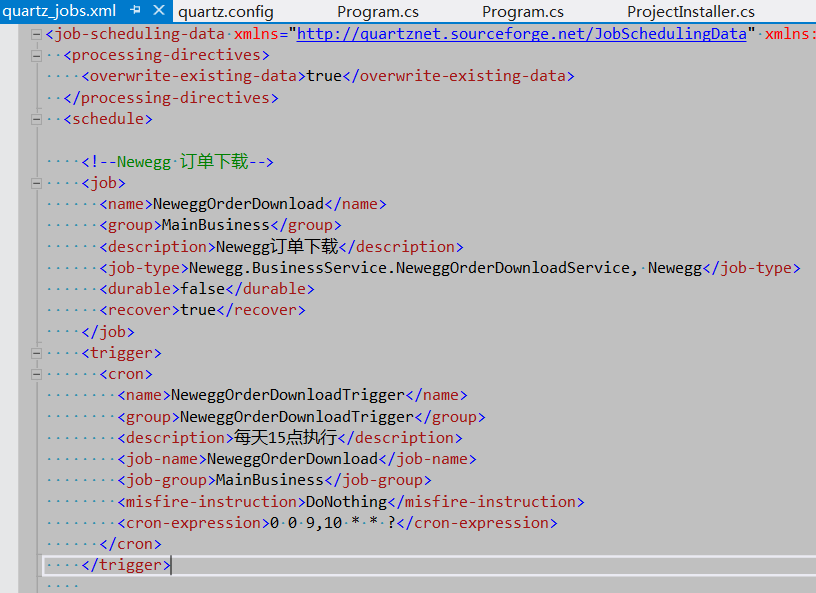 quartz_jobs.xml quartz.config Program.cs Program.cs ProjectInstaller.cs
<job-scheduling-data xmlns="http://quartznet.sourceforge.net/JobSchedulingData" xmlns:
<processing-directives>
<overwrite-existing-data>true</overwrite-existing-data>
</processing-directives>
<schedule>
<!--Newegg 订单下载-->
<job>
<name>NeweggOrderDownload</name>
<group>MainBusiness</group>
<description>Newegg订单下载</description>
<job-type>Newegg.BusinessService.NeweggOrderDownloadService, Newegg</job-type>
<durable>false</durable>
<recover>true</recover>
</job>
<trigger>
<cron>
<name>NeweggOrderDownloadTrigger</name>
<group>NeweggOrderDownloadTrigger</group>
<description>每天15点执行</description>
<job-name>NeweggOrderDownload</job-name>
<job-group>MainBusiness</job-group>
<misfire-instruction>DoNothing</misfire-instruction>
<cron-expression>0 0 9,10 * * ?</cron-expression>
</cron>
</trigger>